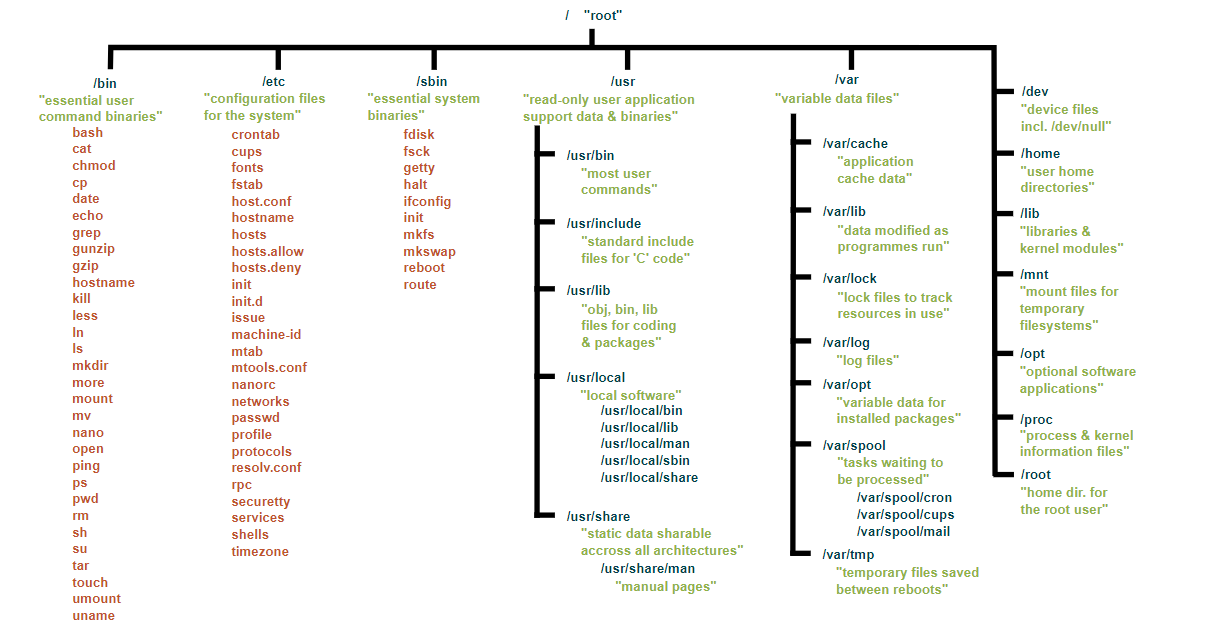 / "root"
/bin
"essential user
command binaries"
bash
cat
chmod
cp
date
echo
grep
gunzip
gzip
hostname
kill
less
ln
ls
mkdir
more
mount
mv
nano
open
ping
ps
pwd
rm
sh
su
tar
touch
umount
uname
/etc
"configuration files
for the system"
crontab
cups
fonts
fstab
host.conf
hostname
hosts
hosts.allow
hosts.deny
init
init.d
issue
machine-id
mtab
mtools.conf
nanorc
networks
passwd
profile
protocols
resolv.conf
rpc
securetty
services
shells
timezone
/sbin
"essential system
binaries"
fdisk
fsck
getty
halt
ifconfig
init
mkfs
mkswap
reboot
route
/usr
"read-only user application
support data & binaries"
/usr/bin
"most user
commands"
/usr/include
"standard include
files for 'C' code"
/usr/lib
"obj, bin, lib
files for coding
& packages"
/usr/local
"local software"
/usr/local/bin
/usr/local/lib
/usr/local/man
/usr/local/sbin
/usr/local/share
/usr/share
"static data sharable
accross all architectures"
/usr/share/man
"manual pages"
/var
"variable data files"
/var/cache
"application
cache data"
/var/lib
"data modified as
programmes run"
/var/lock
"lock files to track
resources in use"
/var/log
"log files"
/var/opt
"variable data for
installed packages"
/var/spool
"tasks waiting to
be processed"
/var/spool/cron
/var/spool/cups
/var/spool/mail
/var/tmp
"temporary files saved
between reboots"
/dev
"device files
incl. /dev/null"
/home
"user home
directories"
/lib
"libraries &
kernel modules"
/mnt
"mount files for
temporary
filesystems"
/opt
"optional software
applications"
/proc
"process & kernel
information files"
/root
"home dir. for
the root user"